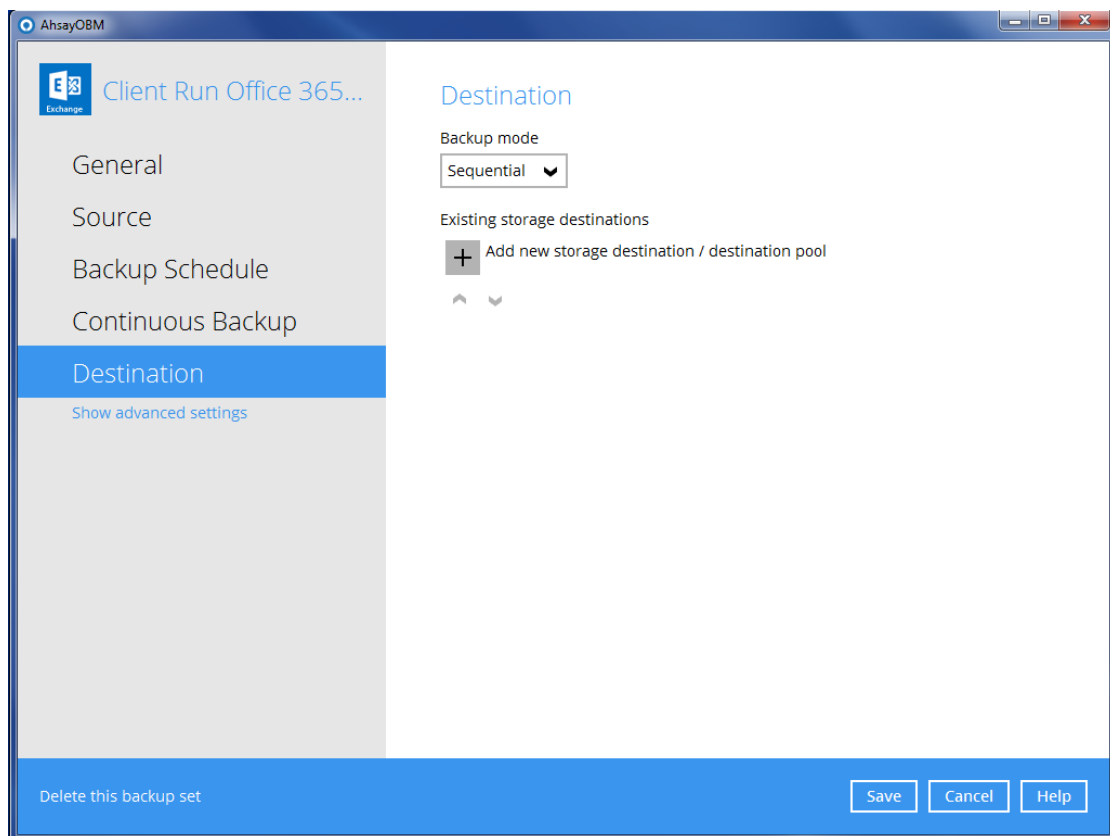 AhsayOBM
E
Exchange
Client Run Office 365...
General
Source
Backup Schedule
Continuous Backup
Destination
Show advanced settings
Destination
Backup mode
Sequential
Existing storage destinations
Add new storage destination / destination pool
Delete this backup set
Save
Cancel
Help